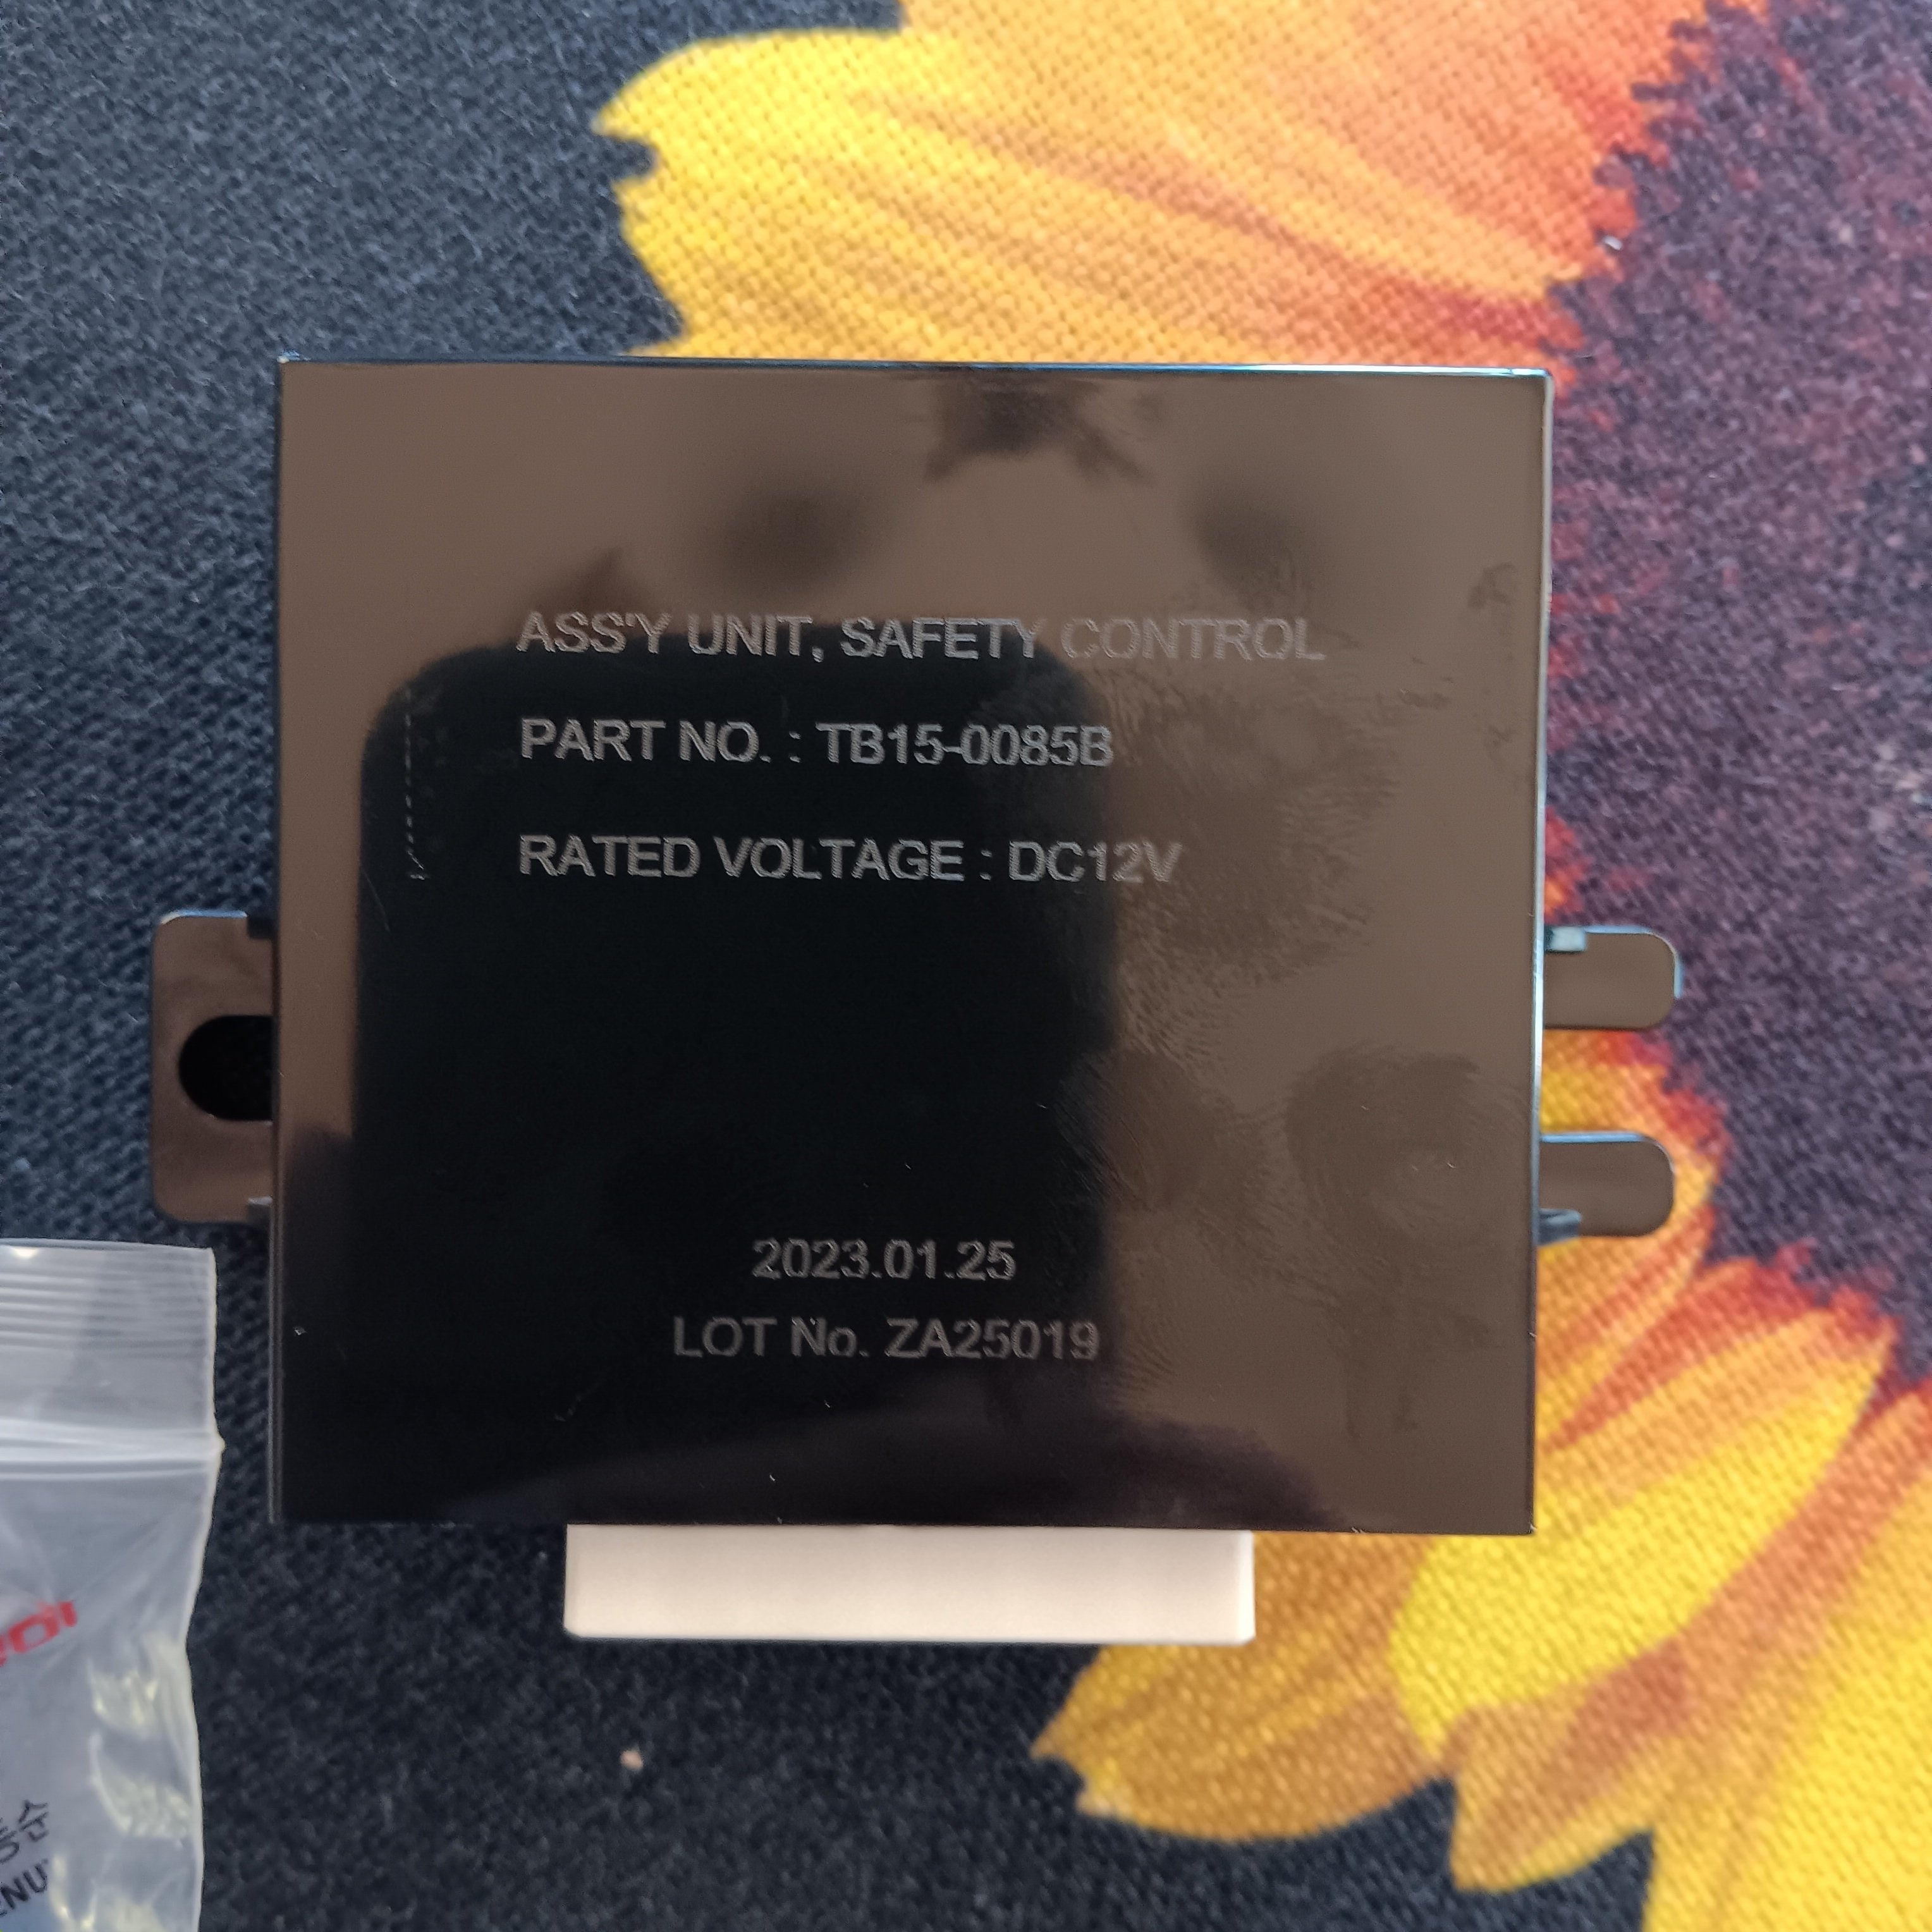 ASS'Y UNIT, SAFETY CONTROL
PART NO. : TB15-0085B
RATED VOLTAGE : DC12V
2023.01.25
LOT No. ZA25019